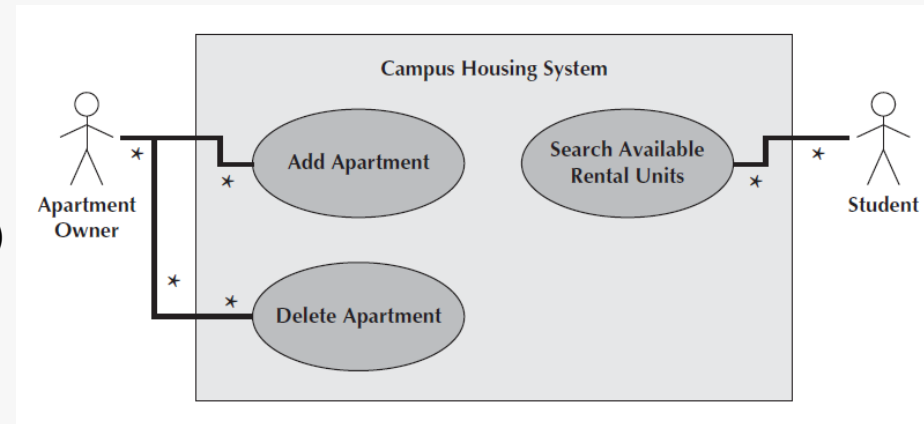 Campus Housing System
Add Apartment
Search Available
Rental Units
*
*
*
*
Apartment
Owner
Student
*
*
Delete Apartment